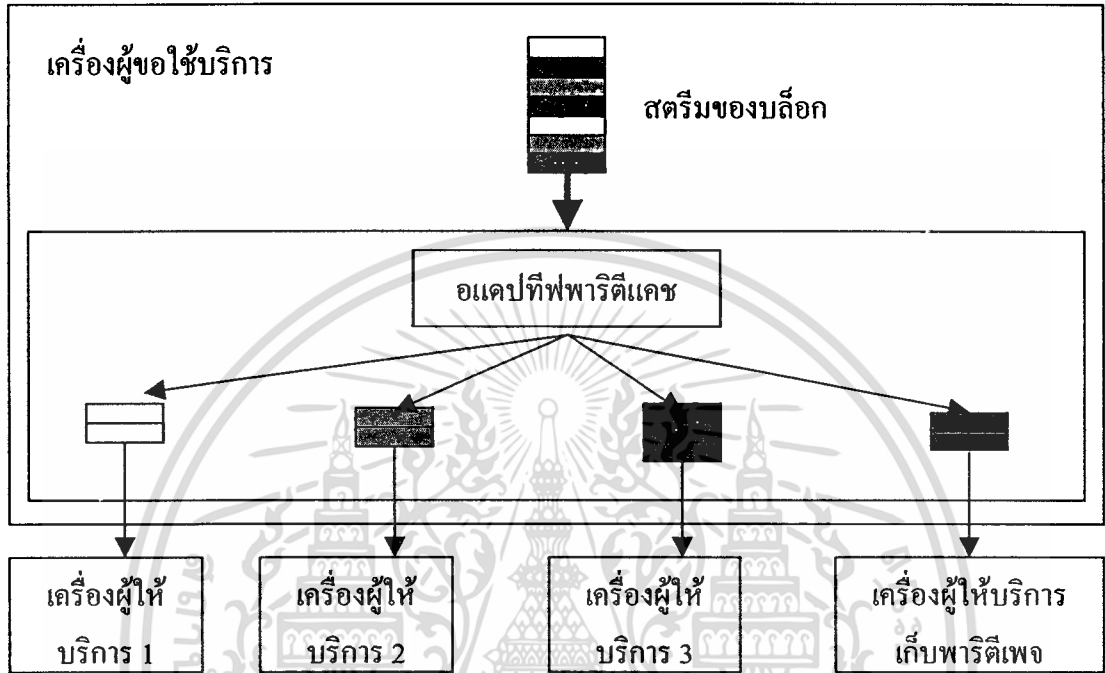 เครื่องผู้ขอใช้บริการ
สตรีมของบล็อก
อแดปทีฟพาริตีแคช
เครื่องผู้ให้
บริการ 1
เครื่องผู้ให้
บริการ 2
เครื่องผู้ให้
บริการ 3
เครื่องผู้ให้บริการ
เก็บพาริตีเพจ